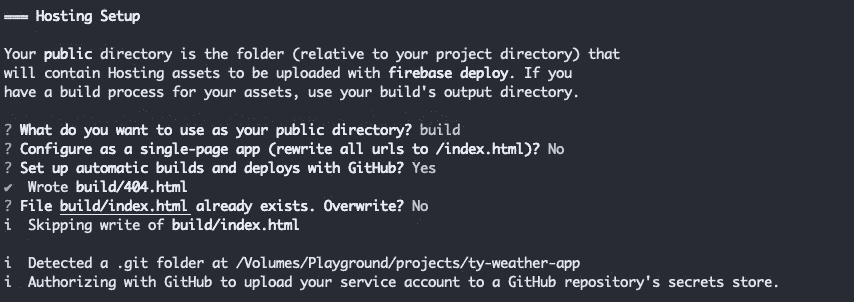 === Hosting Setup
Your public directory is the folder (relative to your project directory) that
will contain Hosting assets to be uploaded with firebase deploy. If you
have a build process for your assets, use your build's output directory.
? What do you want to use as your public directory? build
? Configure as a single-page app (rewrite all urls to /index.html)? No
? Set up automatic builds and deploys with GitHub? Yes
✔ Wrote build/404.html
? File build/index.html already exists. Overwrite? No
i Skipping write of build/index.html
i Detected a .git folder at /Volumes/Playground/projects/ty-weather-app
i Authorizing with GitHub to upload your service account to a GitHub repository's secrets store.